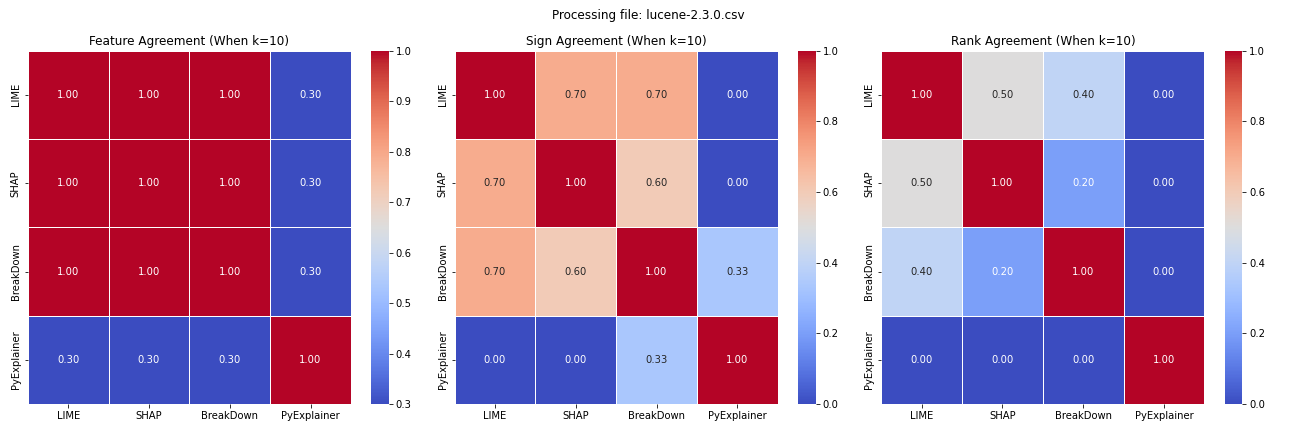 Processing file: lucene-2.3.0.csv
Feature Agreement (When k=10)
LIME
SHAP
BreakDown
PyExplainer
1.00 1.00 1.00 0.30
1.00 1.00 1.00 0.30
1.00 1.00 1.00 0.30
0.30 0.30 0.30 1.00
LIME SHAP BreakDown PyExplainer
1.0
0.9
0.8
0.7
0.6
0.5
0.4
0.3
Sign Agreement (When k=10)
LIME
SHAP
BreakDown
PyExplainer
1.00 0.70 0.70 0.00
0.70 1.00 0.60 0.00
0.70 0.60 1.00 0.33
0.00 0.00 0.33 1.00
LIME SHAP BreakDown PyExplainer
1.0
0.8
0.6
0.4
0.2
0.0
Rank Agreement (When k=10)
LIME
SHAP
BreakDown
PyExplainer
1.00 0.50 0.40 0.00
0.50 1.00 0.20 0.00
0.40 0.20 1.00 0.00
0.00 0.00 0.00 1.00
LIME SHAP BreakDown PyExplainer
1.0
0.8
0.6
0.4
0.2
0.0